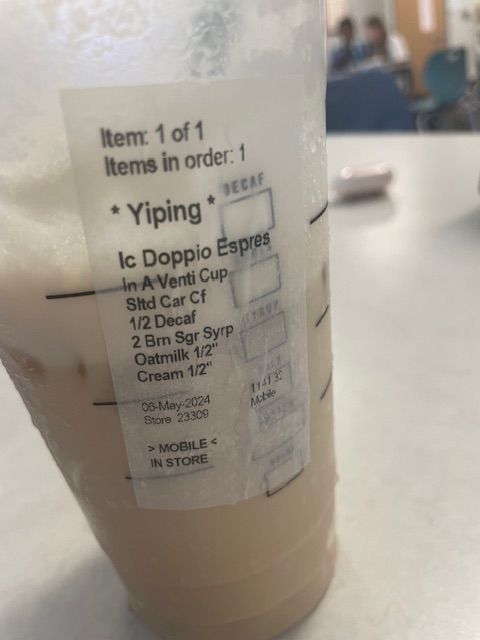 Item: 1 of 1
Items in order: 1
* Yiping *
DECAF
Ic Doppio Espres
In A Venti Cup
Sltd Car Cf
1/2 Decaf
2 Brn Sgr Syrp
Oatmilk 1/2"
Cream 1/2"
06-May-2024
Store 23309
Mobile
> MOBILE <
IN STORE